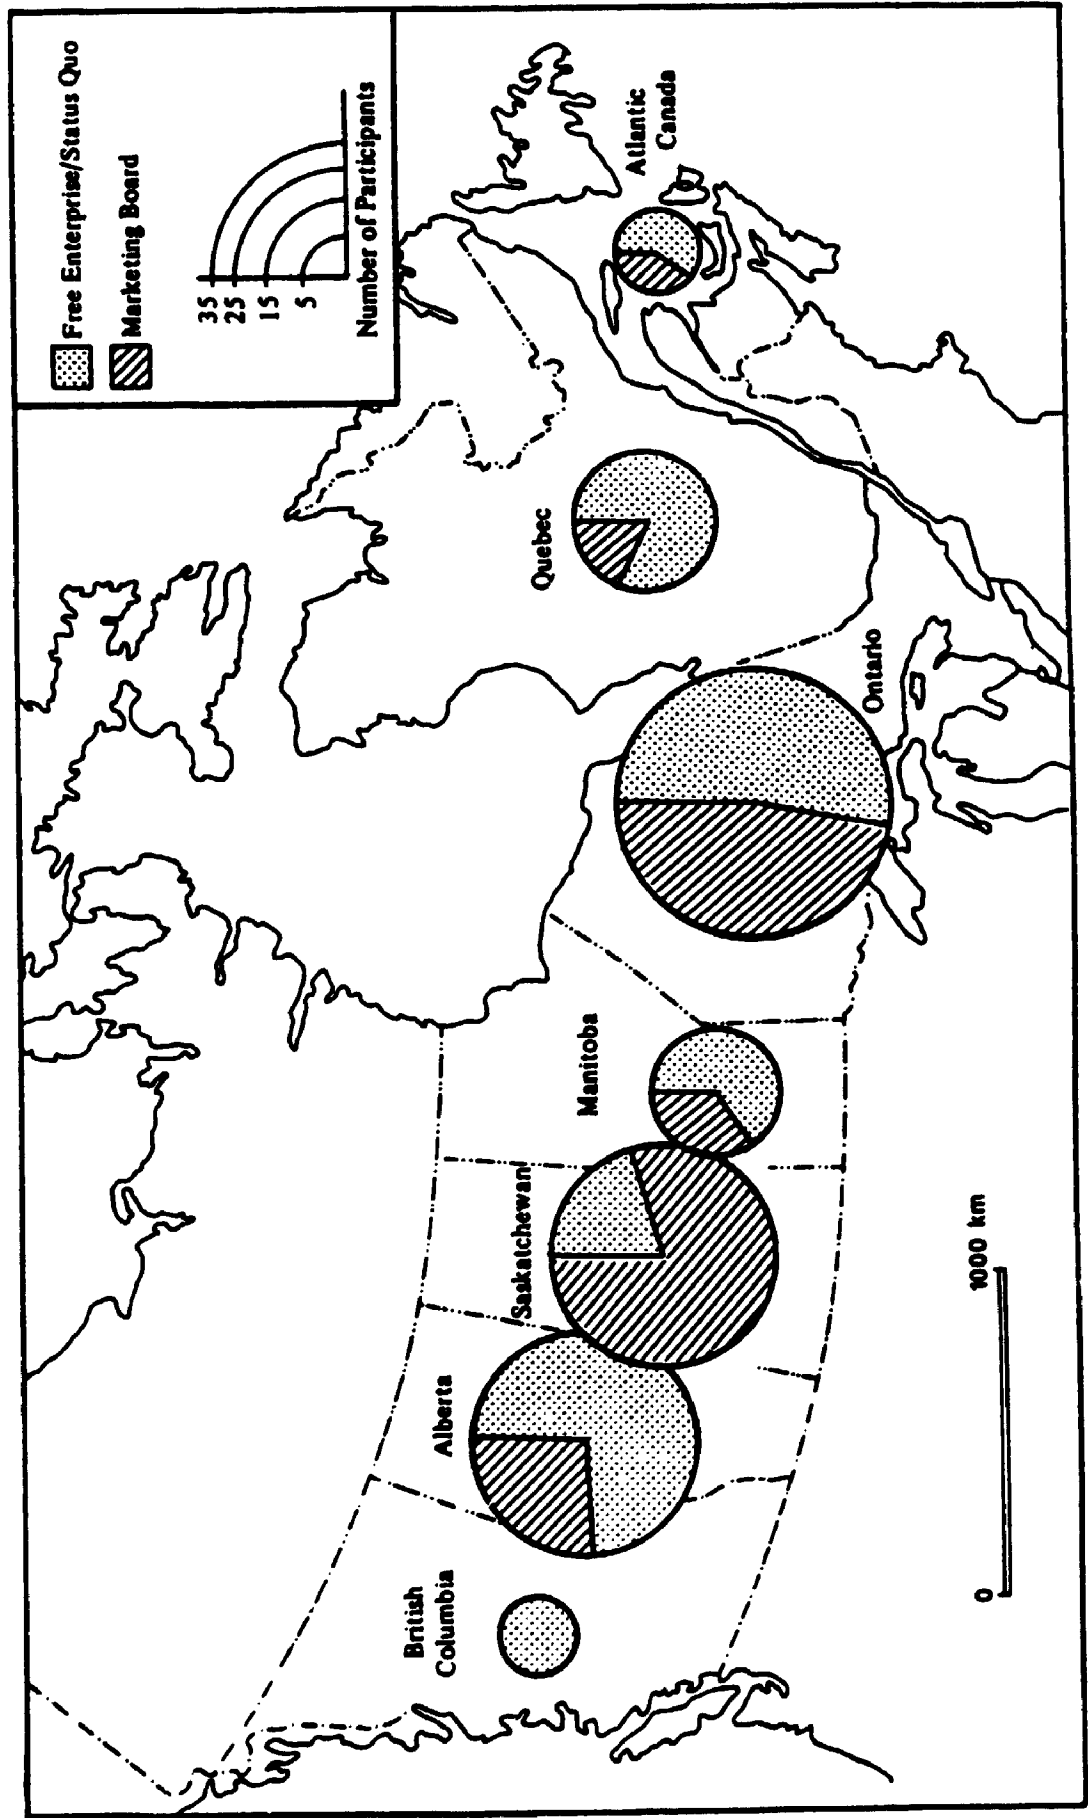 Free Enterprise/Status Quo
Marketing Board
35
25
15
5
Number of Participants
British
Columbia
Alberta
Saskatchewan
Manitoba
Ontario
Quebec
Atlantic
Canada
0
1000 km